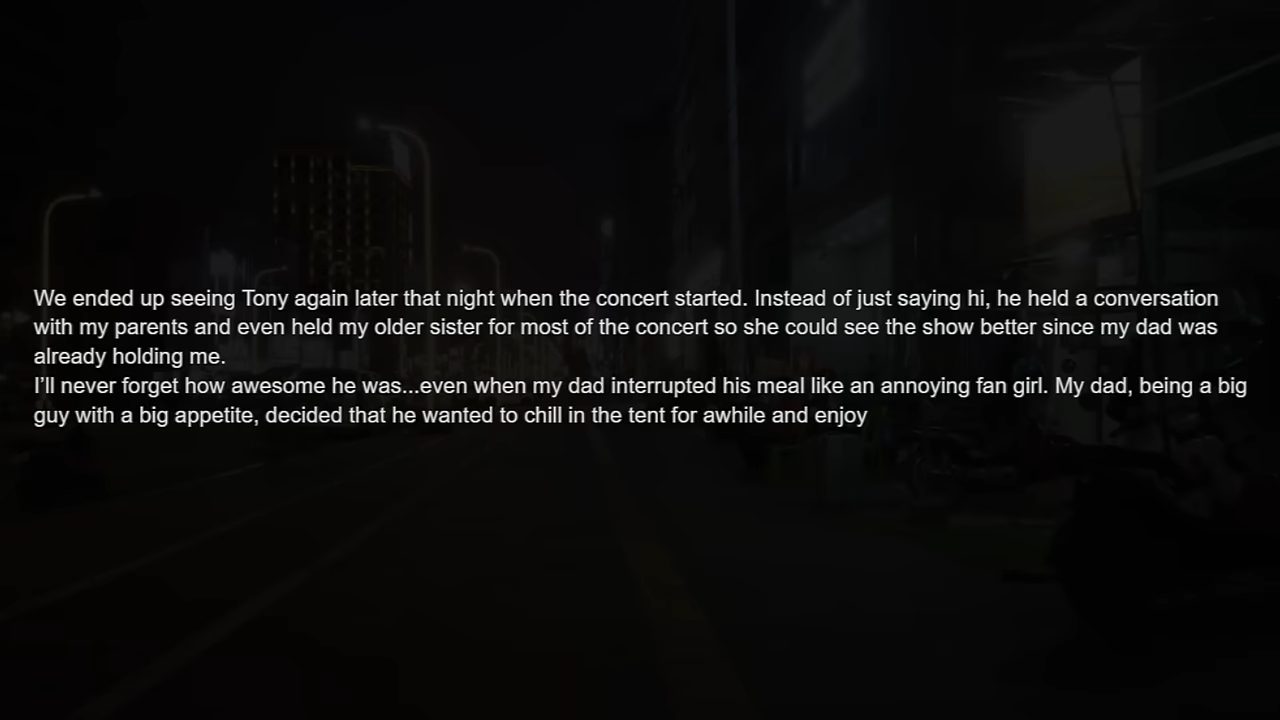 We ended up seeing Tony again later that night when the concert started. Instead of just saying hi, he held a conversation
with my parents and even held my older sister for most of the concert so she could see the show better since my dad was
already holding me.
I’ll never forget how awesome he was...even when my dad interrupted his meal like an annoying fan girl. My dad, being a big
guy with a big appetite, decided that he wanted to chill in the tent for awhile and enjoy